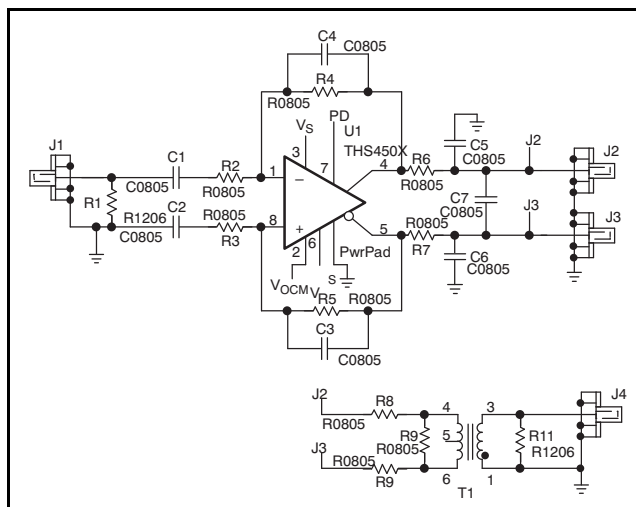 C4
C0805
R4
R0805
PD
U1
VS
J1
C1
R2
3
7
THS450X
4
R6
C5
C0805
J2
J2
1
−
R1
C0805
R0805
R0805
C7
C0805
J3
J3
R1206
C2
R0805
8
+
5
R0805
C0805
R3
2
6
PwrPad
R7
C6
C0805
VOCM
V
S
R5
R0805
R0805
C3
C0805
J2
R8
4
3
J4
R0805
R9
5
R11
J3
R0805
R0805
R1206
R9
6
1
T1